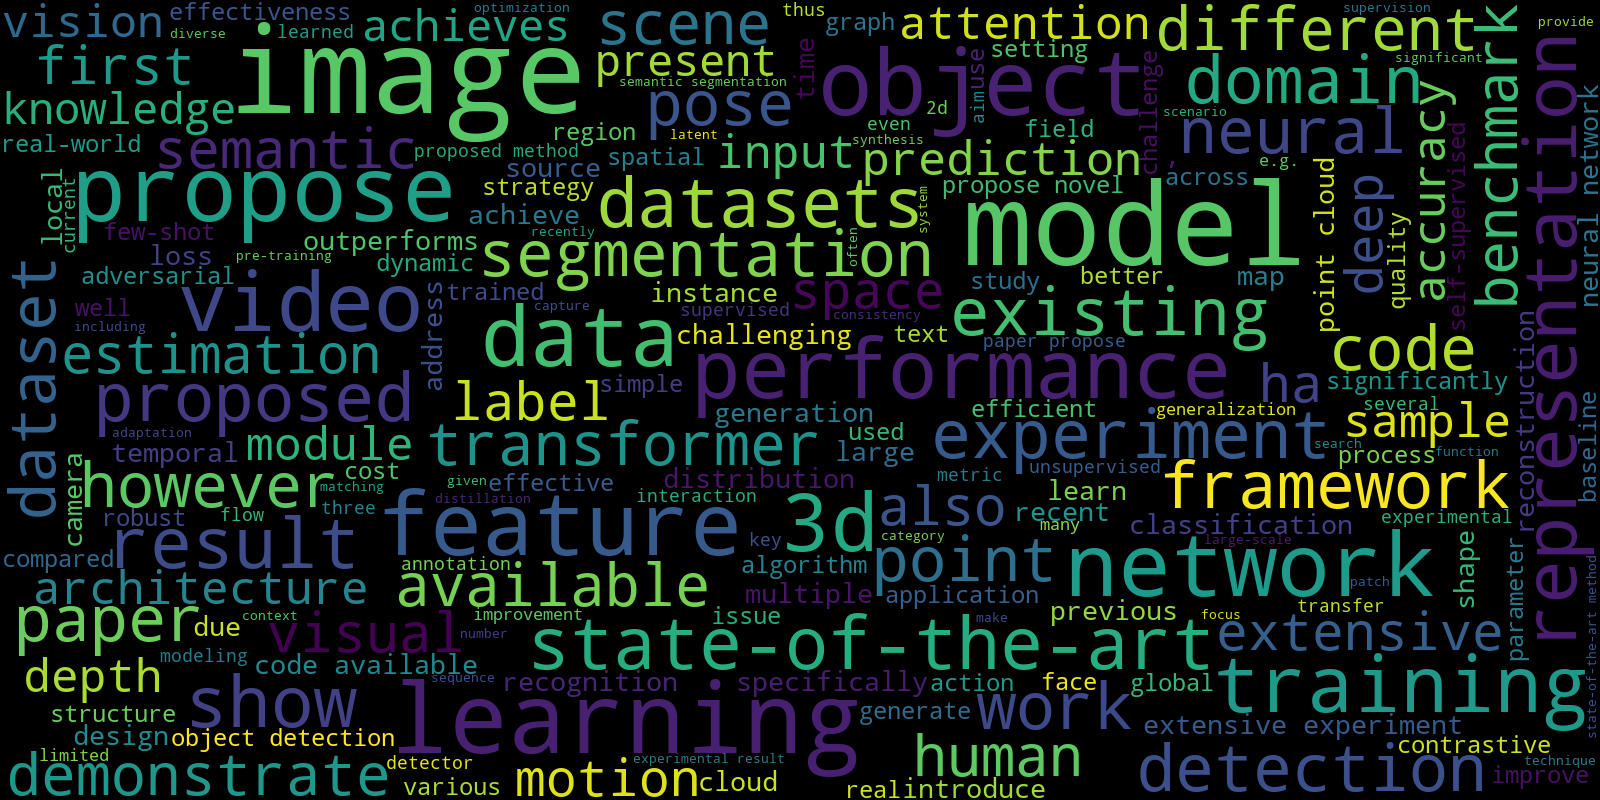 vision
effectiveness
diverse
learned
optimization
achieves
scene
thus
graph
attention
different
supervision
provide
first
image
present
time
object
use
setting
challenge
significant
benchmark
representation
knowledge
semantic segmentation
pose
2d
aim
domain
scenario
accuracy
neural network
real-world
semantic
proposed method
region
latent
source
spatial
input
even
synthesis
prediction
field
,
neural
e.g.
across
point cloud
deep
self-supervised
local
current
propose
strategy
achieve
recently
datasets
system
propose novel
model
quality
few-shot
loss
outperforms
pre-training
dynamic
segmentation
often
study
better
map
adversarial
dataset
well
including
video
trained
capture
address
instance
supervised
space
consistency
existing
data
challenging
text
paper propose
code
estimation
performance
ha
significantly
reconstruction
proposed
simple
label
generation
efficient
generalization
several
sample
baseline
adaptation
temporal
module
transformer
large
used
experiment
search
process
function
camera
however
cost
matching
given
effective
distribution
metric
unsupervised
framework
distillation
interaction
learn
robust
flow
three
feature
3d
also
recent
many
classification
experimental
result
key
category
large-scale
compared
annotation
algorithm
point
network
shape
parameter
state-of-the-art method
architecture
available
multiple
application
patch
paper
due
context
visual
improvement
number
issue
make
previous
focus
transfer
extensive
modeling
code available
state-of-the-art
depth
sequence
recognition
specifically
action
face
global
training
structure
show
learning
generate
work
extensive experiment
design
object detection
human
detection
contrastive
limited
demonstrate
detector
various
motion
experimental result
cloud
real
introduce
technique
improve